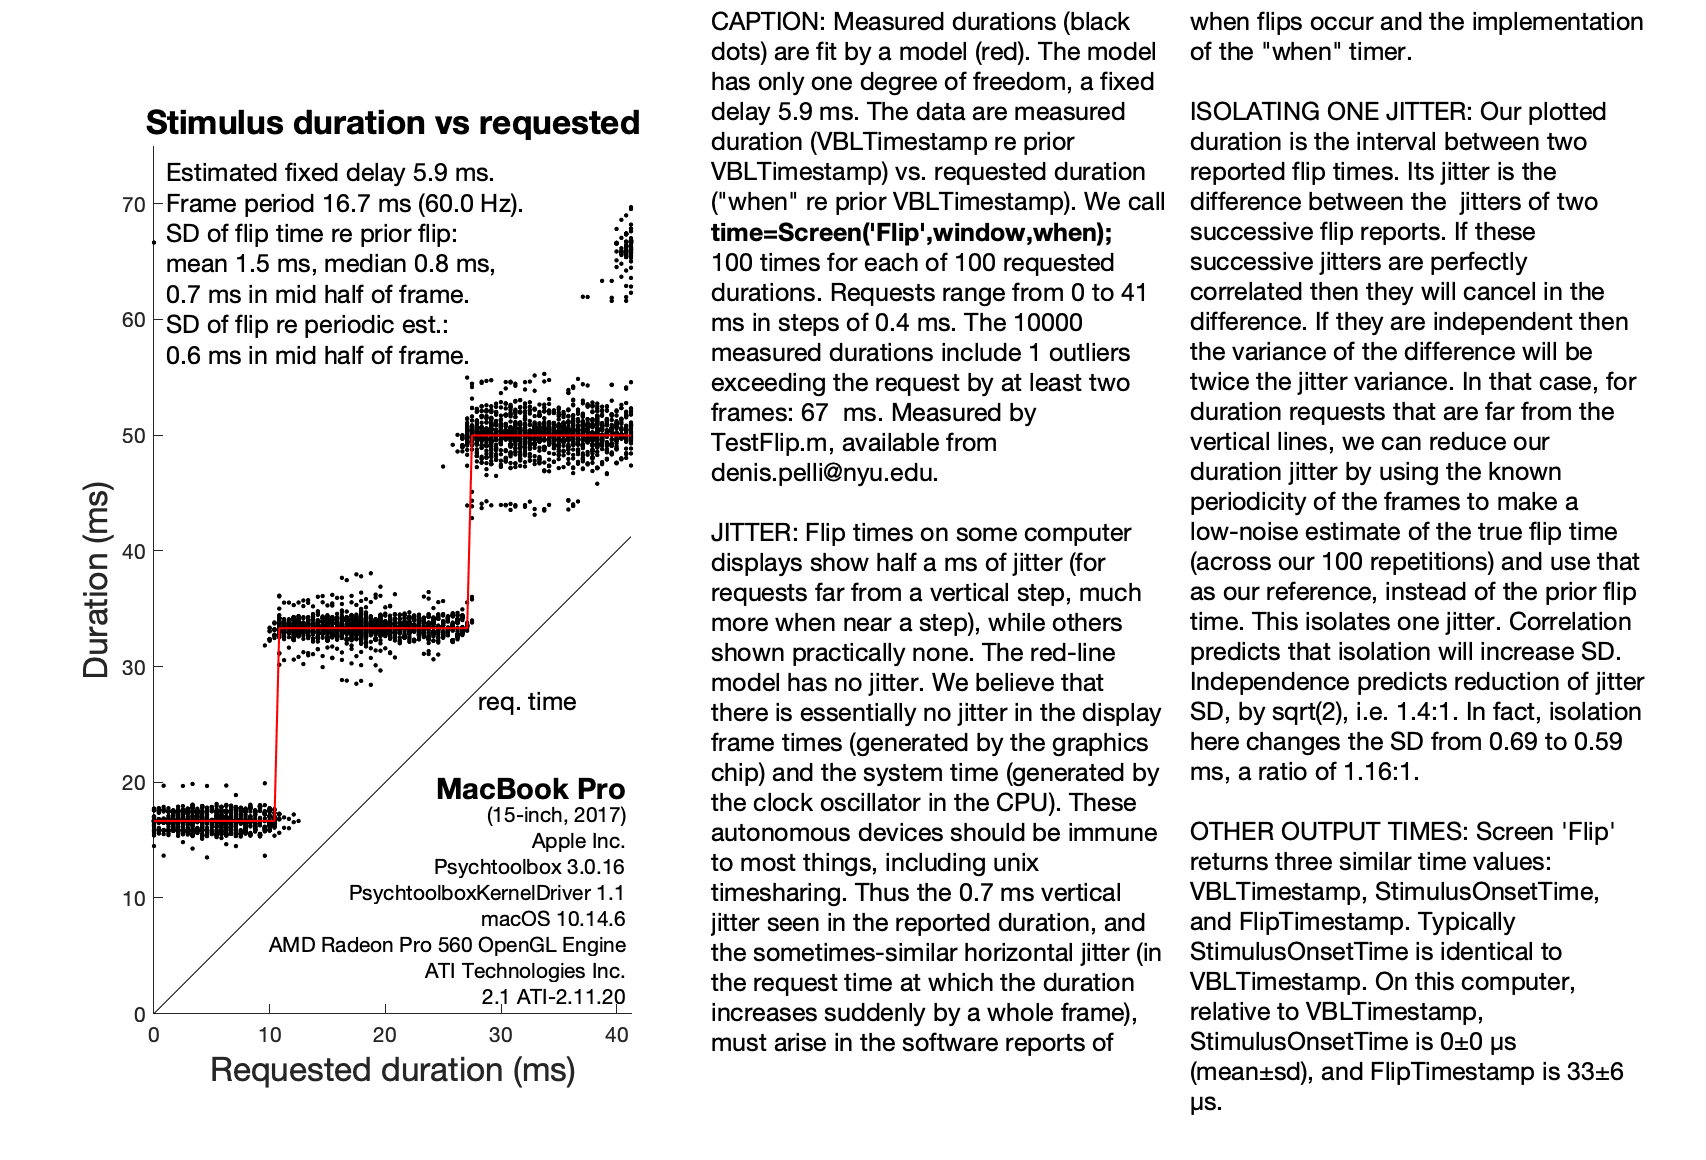 Stimulus duration vs requested
Estimated fixed delay 5.9 ms.
Frame period 16.7 ms (60.0 Hz).
SD of flip time re prior flip:
mean 1.5 ms, median 0.8 ms,
0.7 ms in mid half of frame.
SD of flip re periodic est.:
0.6 ms in mid half of frame.
70
60
50
40
30
20
10
0
Duration (ms)
req. time
MacBook Pro
(15-inch, 2017)
Apple Inc.
Psychtoolbox 3.0.16
PsychtoolboxKernelDriver 1.1
macOS 10.14.6
AMD Radeon Pro 560 OpenGL Engine
ATI Technologies Inc.
2.1 ATI-2.11.20
0 10 20 30 40
Requested duration (ms)
CAPTION: Measured durations (black
dots) are fit by a model (red). The model
has only one degree of freedom, a fixed
delay 5.9 ms. The data are measured
duration (VBLTimestamp re prior
VBLTimestamp) vs. requested duration
("when" re prior VBLTimestamp). We call
time=Screen('Flip',window,when);
100 times for each of 100 requested
durations. Requests range from 0 to 41
ms in steps of 0.4 ms. The 10000
measured durations include 1 outliers
exceeding the request by at least two
frames: 67  ms. Measured by
TestFlip.m, available from
denis.pelli@nyu.edu.
JITTER: Flip times on some computer
displays show half a ms of jitter (for
requests far from a vertical step, much
more when near a step), while others
shown practically none. The red-line
model has no jitter. We believe that
there is essentially no jitter in the display
frame times (generated by the graphics
chip) and the system time (generated by
the clock oscillator in the CPU). These
autonomous devices should be immune
to most things, including unix
timesharing. Thus the 0.7 ms vertical
jitter seen in the reported duration, and
the sometimes-similar horizontal jitter (in
the request time at which the duration
increases suddenly by a whole frame),
must arise in the software reports of
when flips occur and the implementation
of the "when" timer.
ISOLATING ONE JITTER: Our plotted
duration is the interval between two
reported flip times. Its jitter is the
difference between the  jitters of two
successive flip reports. If these
successive jitters are perfectly
correlated then they will cancel in the
difference. If they are independent then
the variance of the difference will be
twice the jitter variance. In that case, for
duration requests that are far from the
vertical lines, we can reduce our
duration jitter by using the known
periodicity of the frames to make a
low-noise estimate of the true flip time
(across our 100 repetitions) and use that
as our reference, instead of the prior flip
time. This isolates one jitter. Correlation
predicts that isolation will increase SD.
Independence predicts reduction of jitter
SD, by sqrt(2), i.e. 1.4:1. In fact, isolation
here changes the SD from 0.69 to 0.59
ms, a ratio of 1.16:1.
OTHER OUTPUT TIMES: Screen 'Flip'
returns three similar time values:
VBLTimestamp, StimulusOnsetTime,
and FlipTimestamp. Typically
StimulusOnsetTime is identical to
VBLTimestamp. On this computer,
relative to VBLTimestamp,
StimulusOnsetTime is 0±0 µs
(mean±sd), and FlipTimestamp is 33±6
µs.